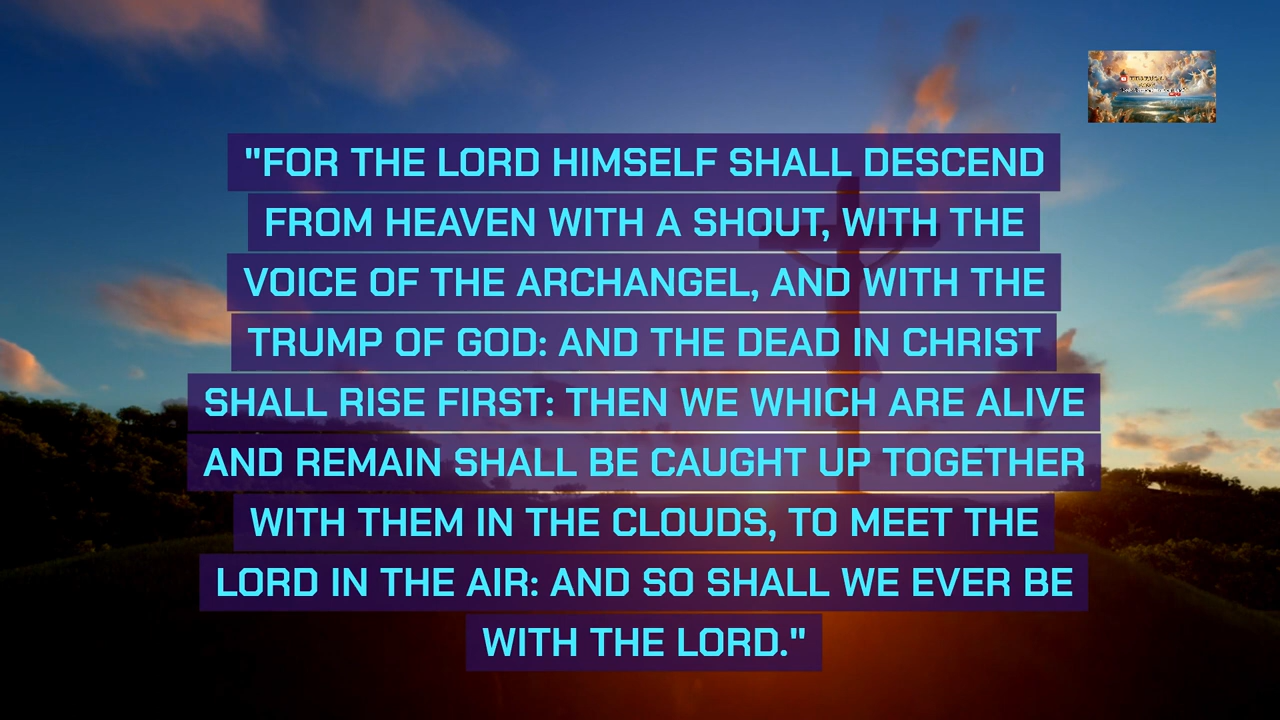 "FOR THE LORD HIMSELF SHALL DESCEND
FROM HEAVEN WITH A SHOUT, WITH THE
VOICE OF THE ARCHANGEL, AND WITH THE
TRUMP OF GOD: AND THE DEAD IN CHRIST
SHALL RISE FIRST: THEN WE WHICH ARE ALIVE
AND REMAIN SHALL BE CAUGHT UP TOGETHER
WITH THEM IN THE CLOUDS, TO MEET THE
LORD IN THE AIR: AND SO SHALL WE EVER BE
WITH THE LORD."